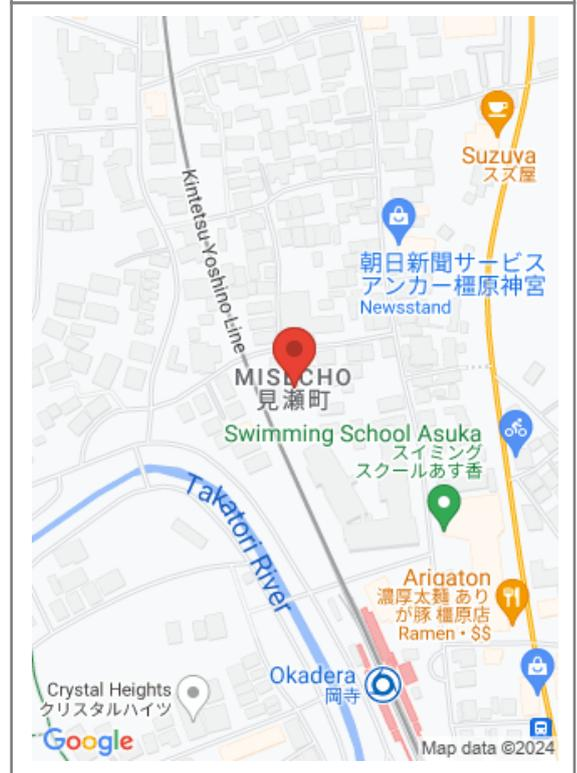 Suzuya
スズ屋
Kintetsu-Yoshino Line
朝日新聞サービス
アンカー橿原神宮
Newsstand
MISECHO
見瀬町
Swimming School Asuka
スイミング
スクールあす香
Takatori River
Arigaton
濃厚太麺 あり
が豚 橿原店
Ramen • $$
Okadera
岡寺
Crystal Heights
クリスタルハイツ
Google
Map data ©2024